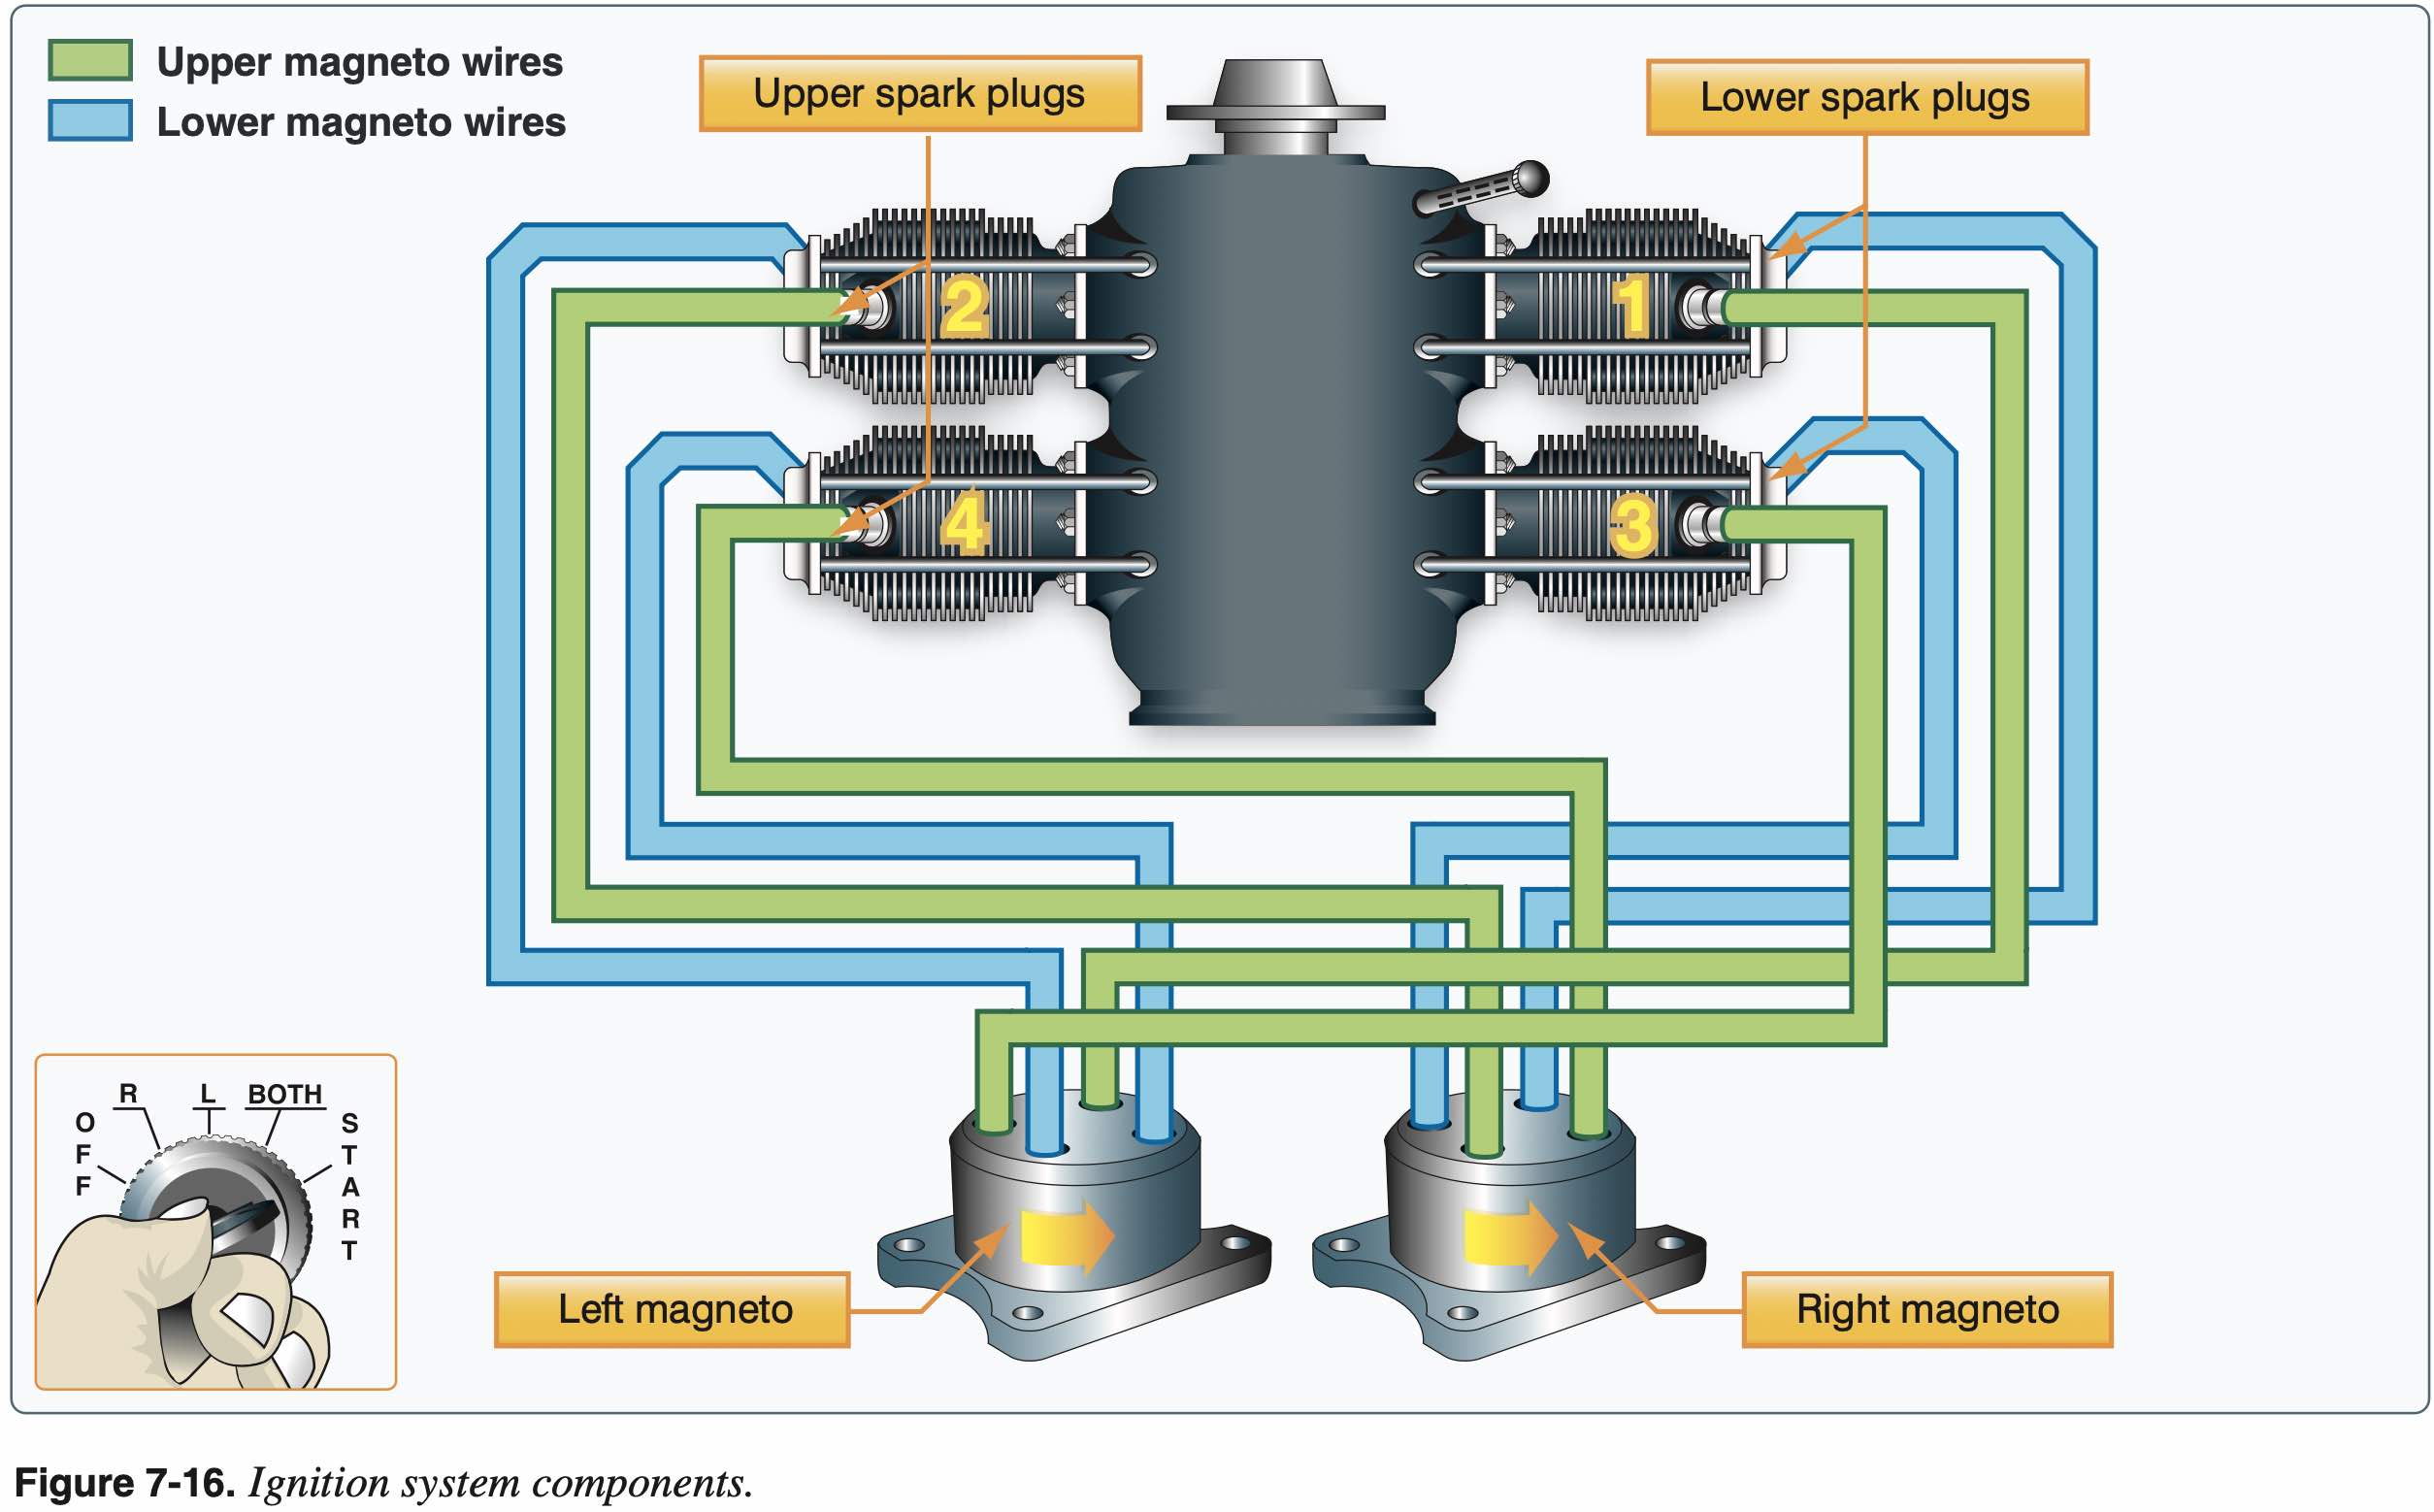 Upper magneto wires
Lower magneto wires
Upper spark plugs
Lower spark plugs
2
1
4
3
OFF
R
L
BOTH
START
Left magneto
Right magneto
Figure 7-16. Ignition system components.